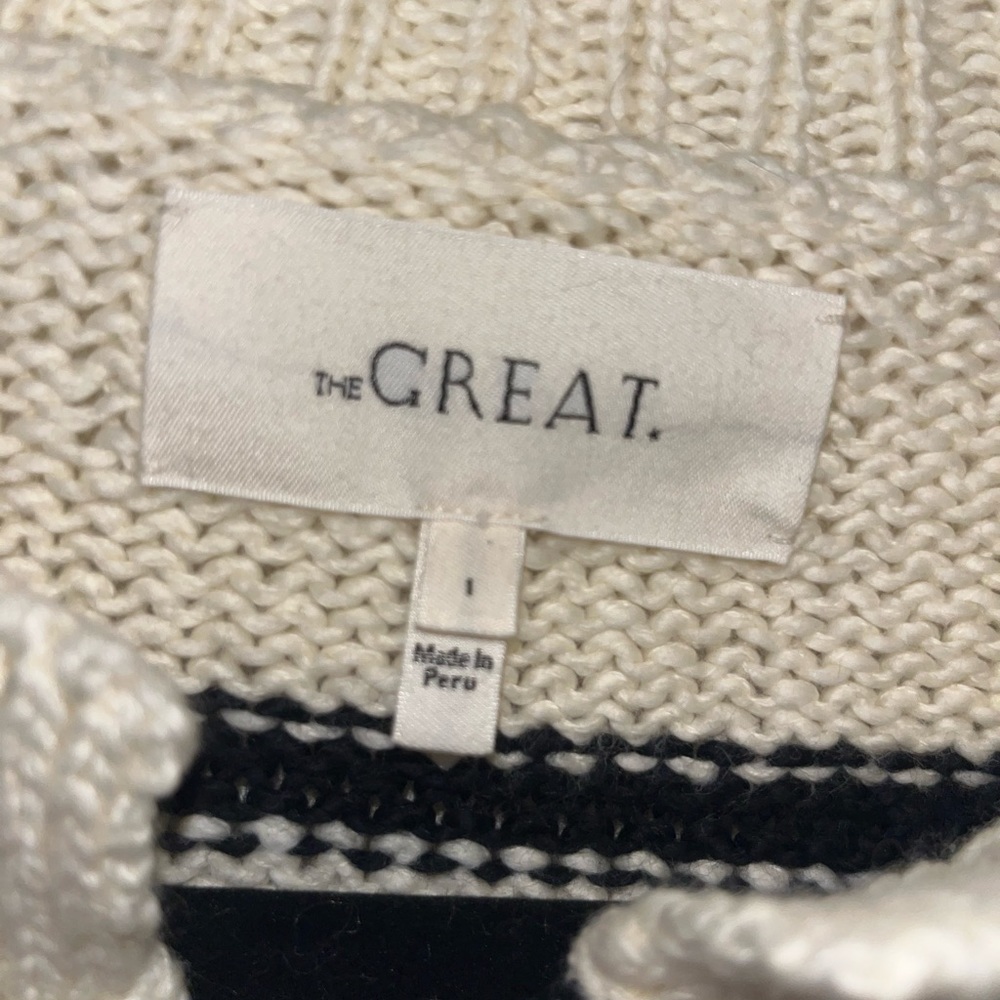 THE GREAT.
1
Made In
Peru